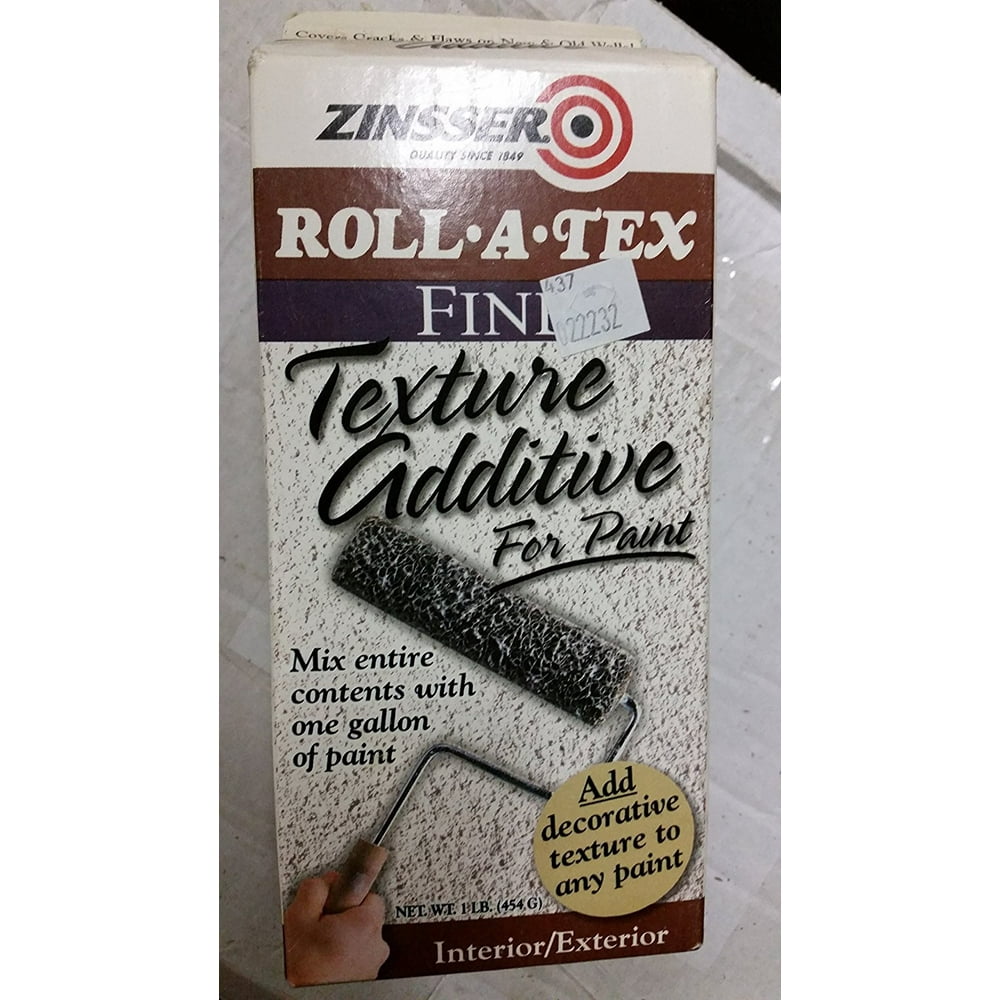 Covers Cracks & Flaws on New & Old Walls!
Additive
ZINSSER
QUALITY SINCE 1849
ROLL•A•TEX
437
022232
Texture
Additive
For Paint
Mix entire
contents with
one gallon
of paint
Add
decorative
texture to
any paint
NET. WT. 1 LB. (454 G)
Interior/Exterior